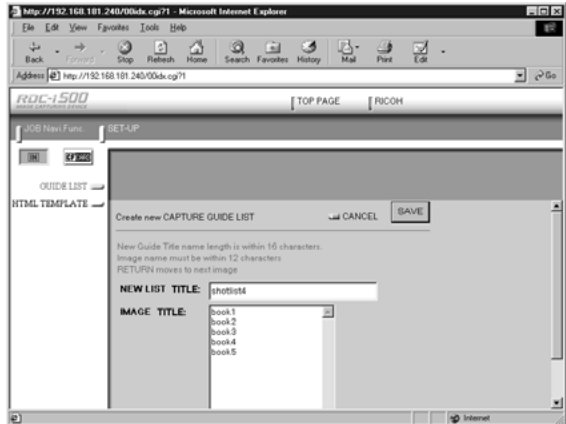 http://192.168.181.240/00idx.cgi?1 - Microsoft Internet Explorer
File Edit View Favorites Tools Help
Back Forward Stop Refresh Home Search Favorites History Mail Print Edit
Address http://192.168.181.240/00idx.cgi?1 Go
RDC-i500 TOP PAGE RICOH
IMAGE CAPTURING DEVICE
JOB Navi Func. SET-UP
IN
GUIDE LIST
HTML TEMPLATE
Create new CAPTURE GUIDE LIST CANCEL SAVE
New Guide Title name length is within 16 characters.
Image name must be within 12 characters
RETURN moves to next image
NEW LIST TITLE: shotlist4
IMAGE TITLE: book1
book2
book3
book4
book5
Internet